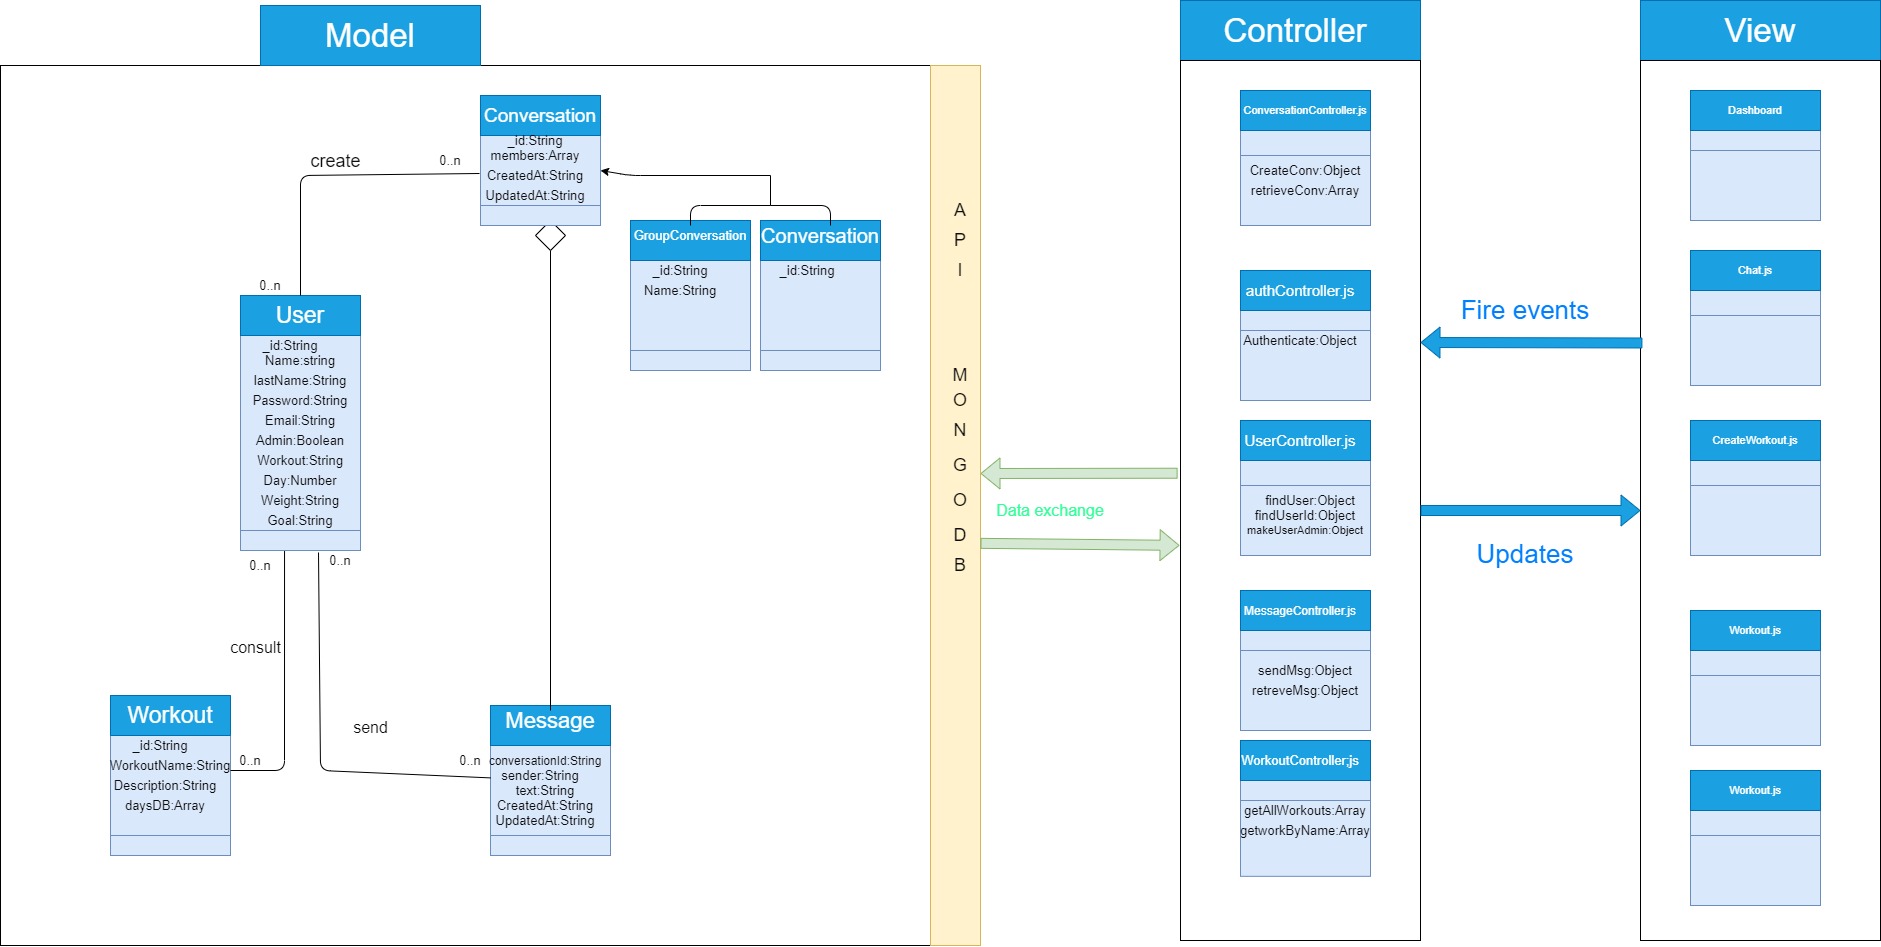 Model
Conversation
_id:String
members:Array
CreatedAt:String
UpdatedAt:String
create
0..n
0..n
GroupConversation
_id:String
Name:String
Conversation
_id:String
User
_id:String
Name:string
lastName:String
Password:String
Email:String
Admin:Boolean
Workout:String
Day:Number
Weight:String
Goal:String
0..n
0..n
consult
send
Workout
_id:String
WorkoutName:String
Description:String
daysDB:Array
0..n
0..n
Message
conversationId:String
sender:String
text:String
CreatedAt:String
UpdatedAt:String
A
P
I
M
O
N
G
O
D
B
Data exchange
Controller
ConversationController.js
CreateConv:Object
retrieveConv:Array
authController.js
Authenticate:Object
UserController.js
findUser:Object
findUserId:Object
makeUserAdmin:Object
MessageController.js
sendMsg:Object
retreveMsg:Object
WorkoutController;js
getAllWorkouts:Array
getworkByName:Array
Fire events
Updates
View
Dashboard
Chat.js
CreateWorkout.js
Workout.js
Workout.js